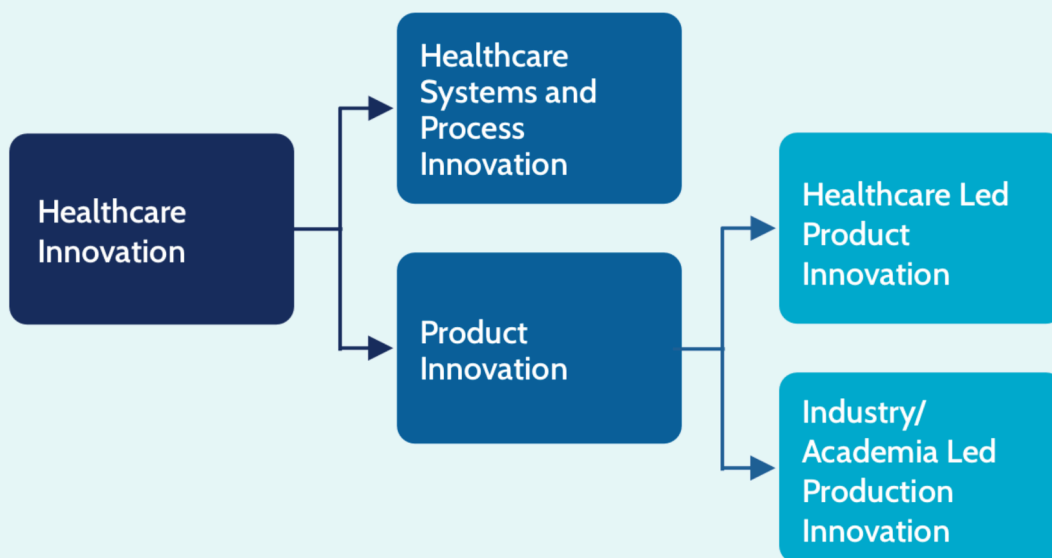 Healthcare
Innovation
Healthcare
Systems and
Process
Innovation
Product
Innovation
Healthcare Led
Product
Innovation
Industry/
Academia Led
Production
Innovation